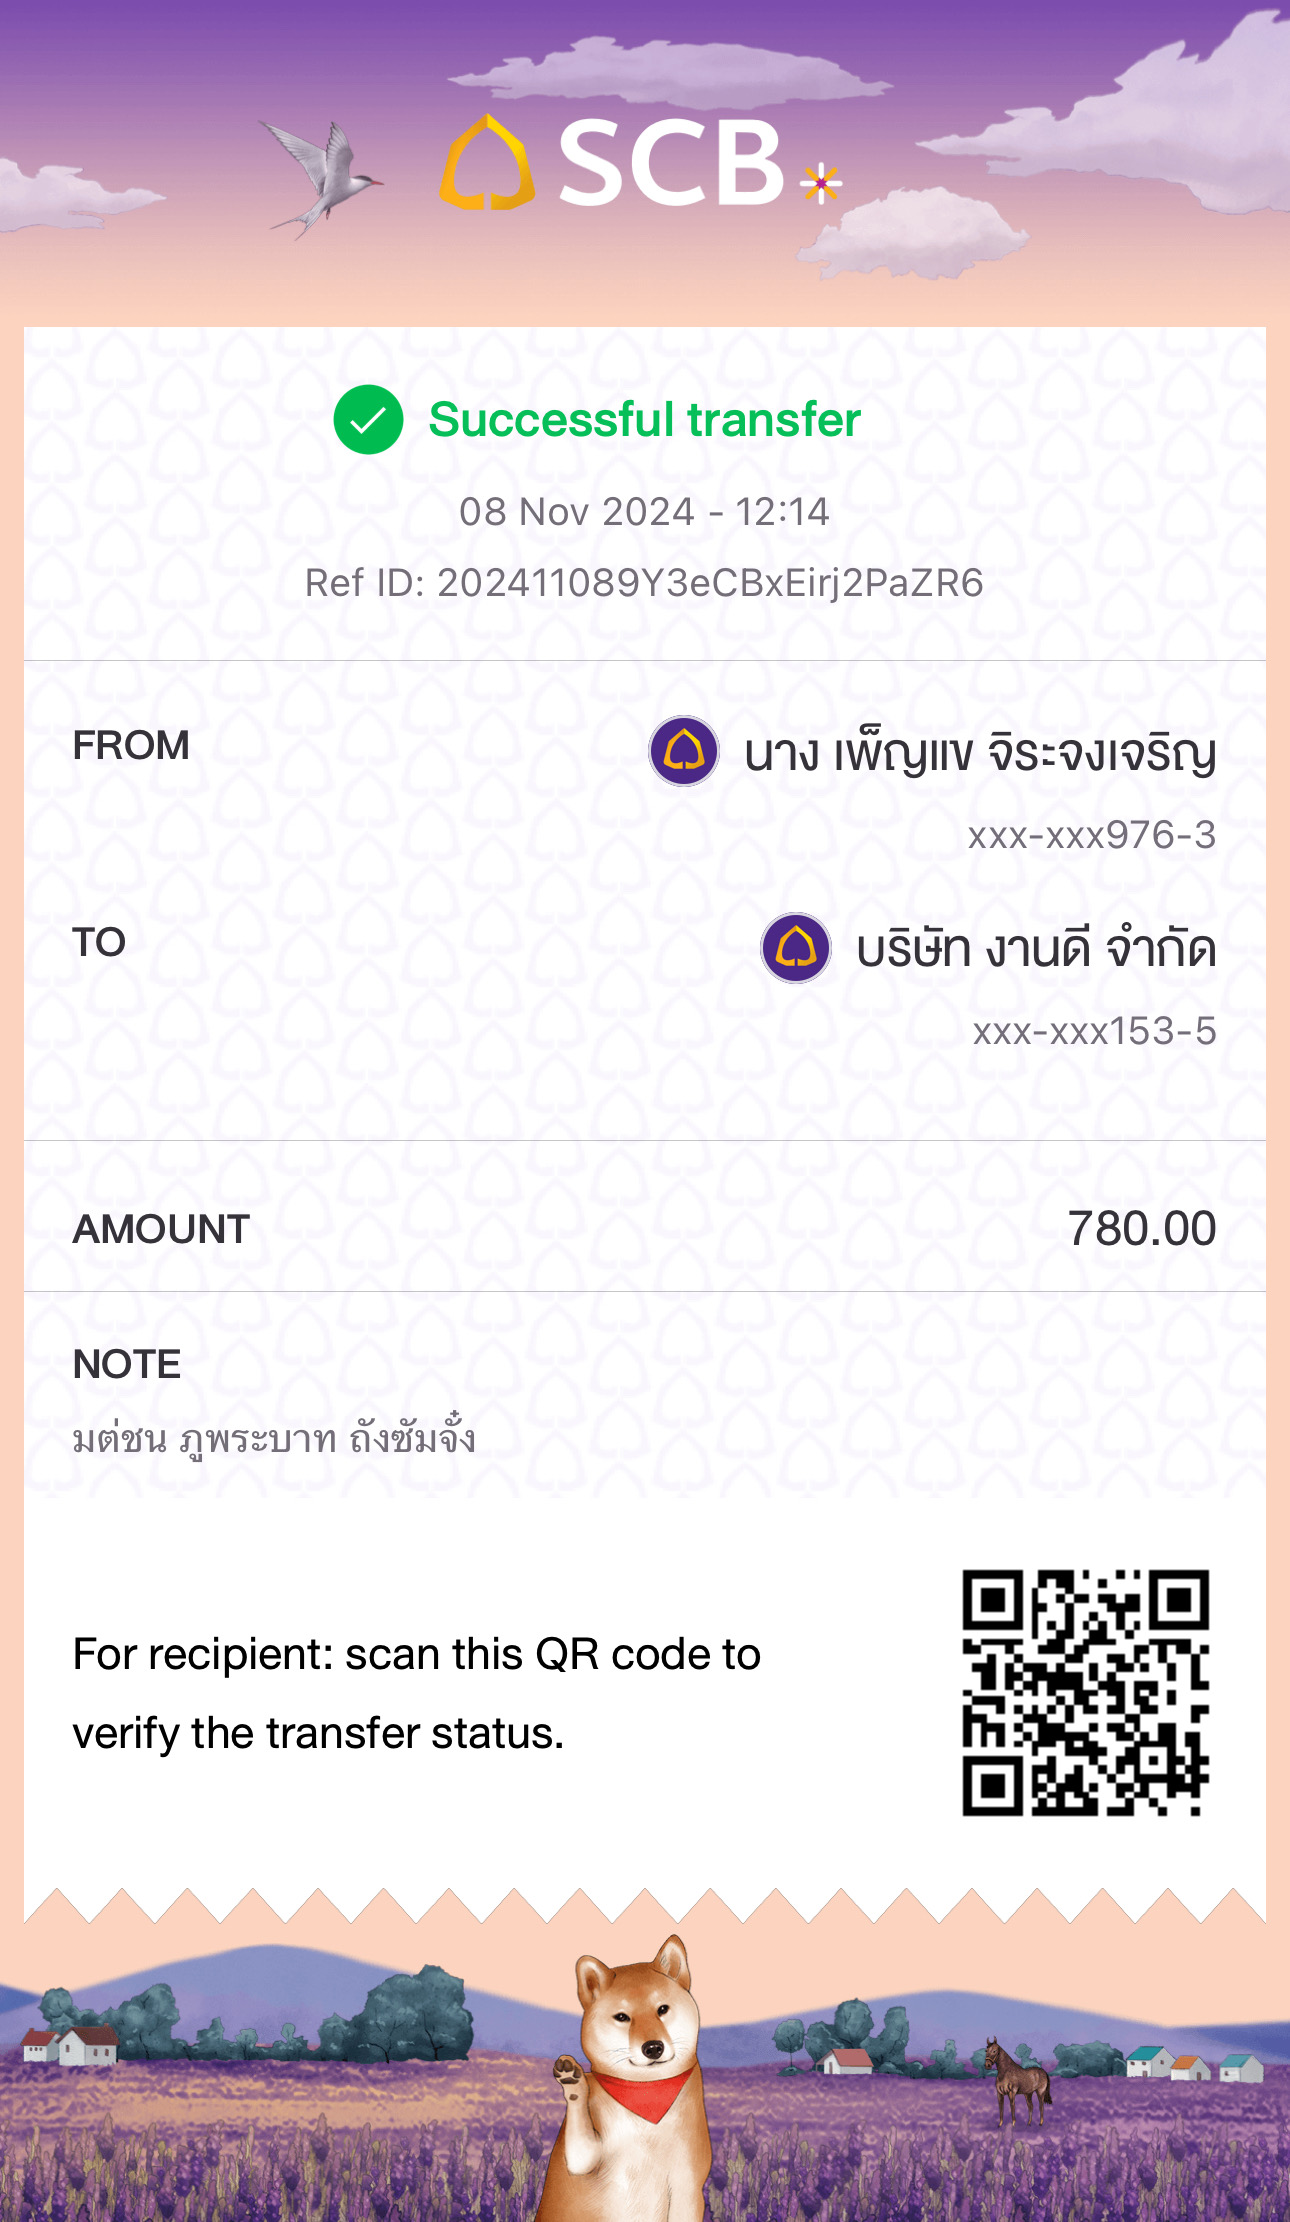 SCB
Successful transfer
08 Nov 2024 - 12:14
Ref ID: 202411089Y3eCBxEirj2PaZR6
FROM
นาง เพ็ญแข จิระจงเจริญ
xxx-xxx976-3
TO
บริษัท งานดี จำกัด
xxx-xxx153-5
AMOUNT
780.00
NOTE
มต่ชน ภูพระบาท ถังซัมจั๋ง
For recipient: scan this QR code to
verify the transfer status.